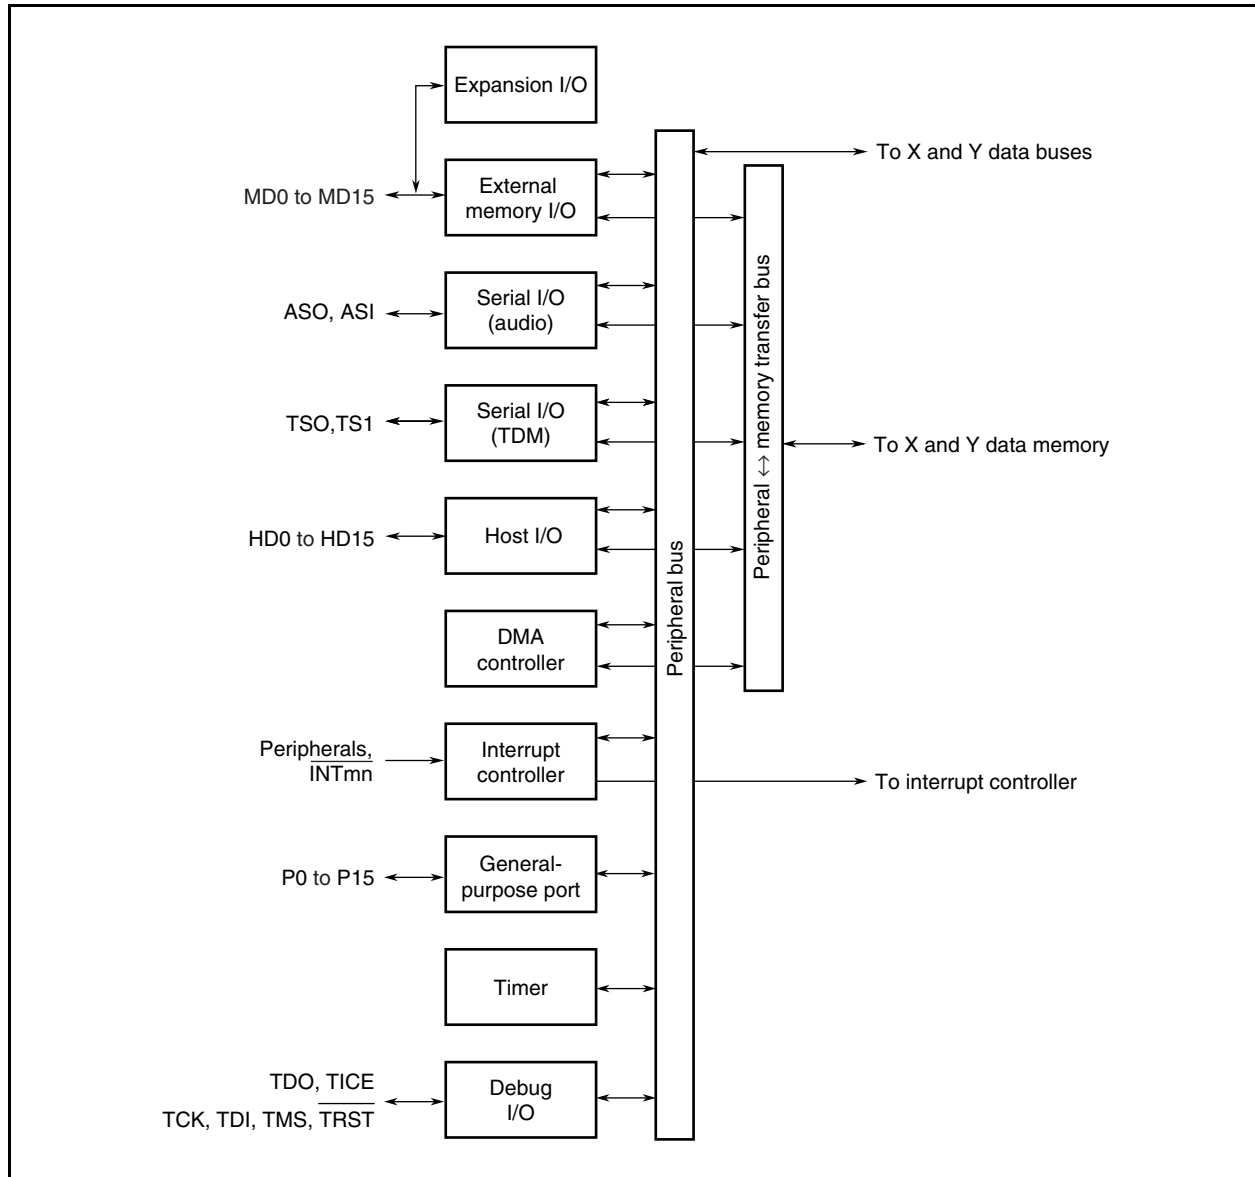 Expansion I/O
To X and Y data buses
MD0 to MD15
External
memory I/O
ASO, ASI
Serial I/O
(audio)
TSO,TS1
Serial I/O
(TDM)
Peripheral ↔ memory transfer bus
To X and Y data memory
HD0 to HD15
Host I/O
Peripheral bus
DMA
controller
Peripherals,
I̅N̅T̅m̅n̅
Interrupt
controller
To interrupt controller
P0 to P15
General-
purpose port
Timer
TDO, TICE
TCK, TDI, TMS, T̅R̅S̅T̅
Debug
I/O